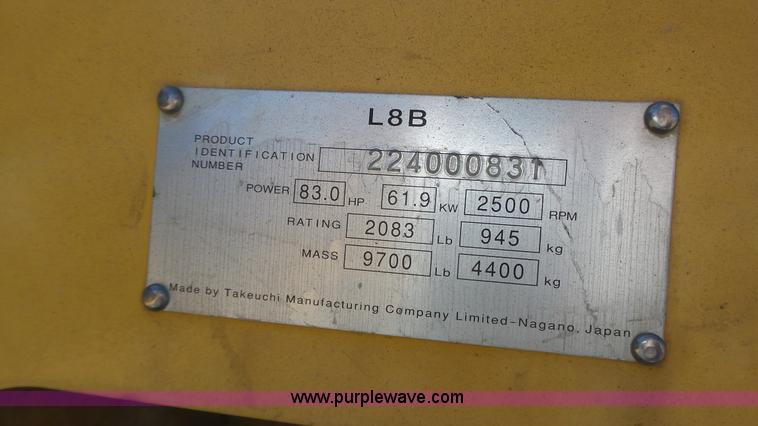 L8B
PRODUCT
IDENTIFICATION 224000831
NUMBER
POWER 83.0 HP 61.9 KW 2500 RPM
RATING 2083 Lb 945 kg
MASS 9700 Lb 4400 kg
Made by Takeuchi Manufacturing Company Limited-Nagano, Japan
www.purplewave.com